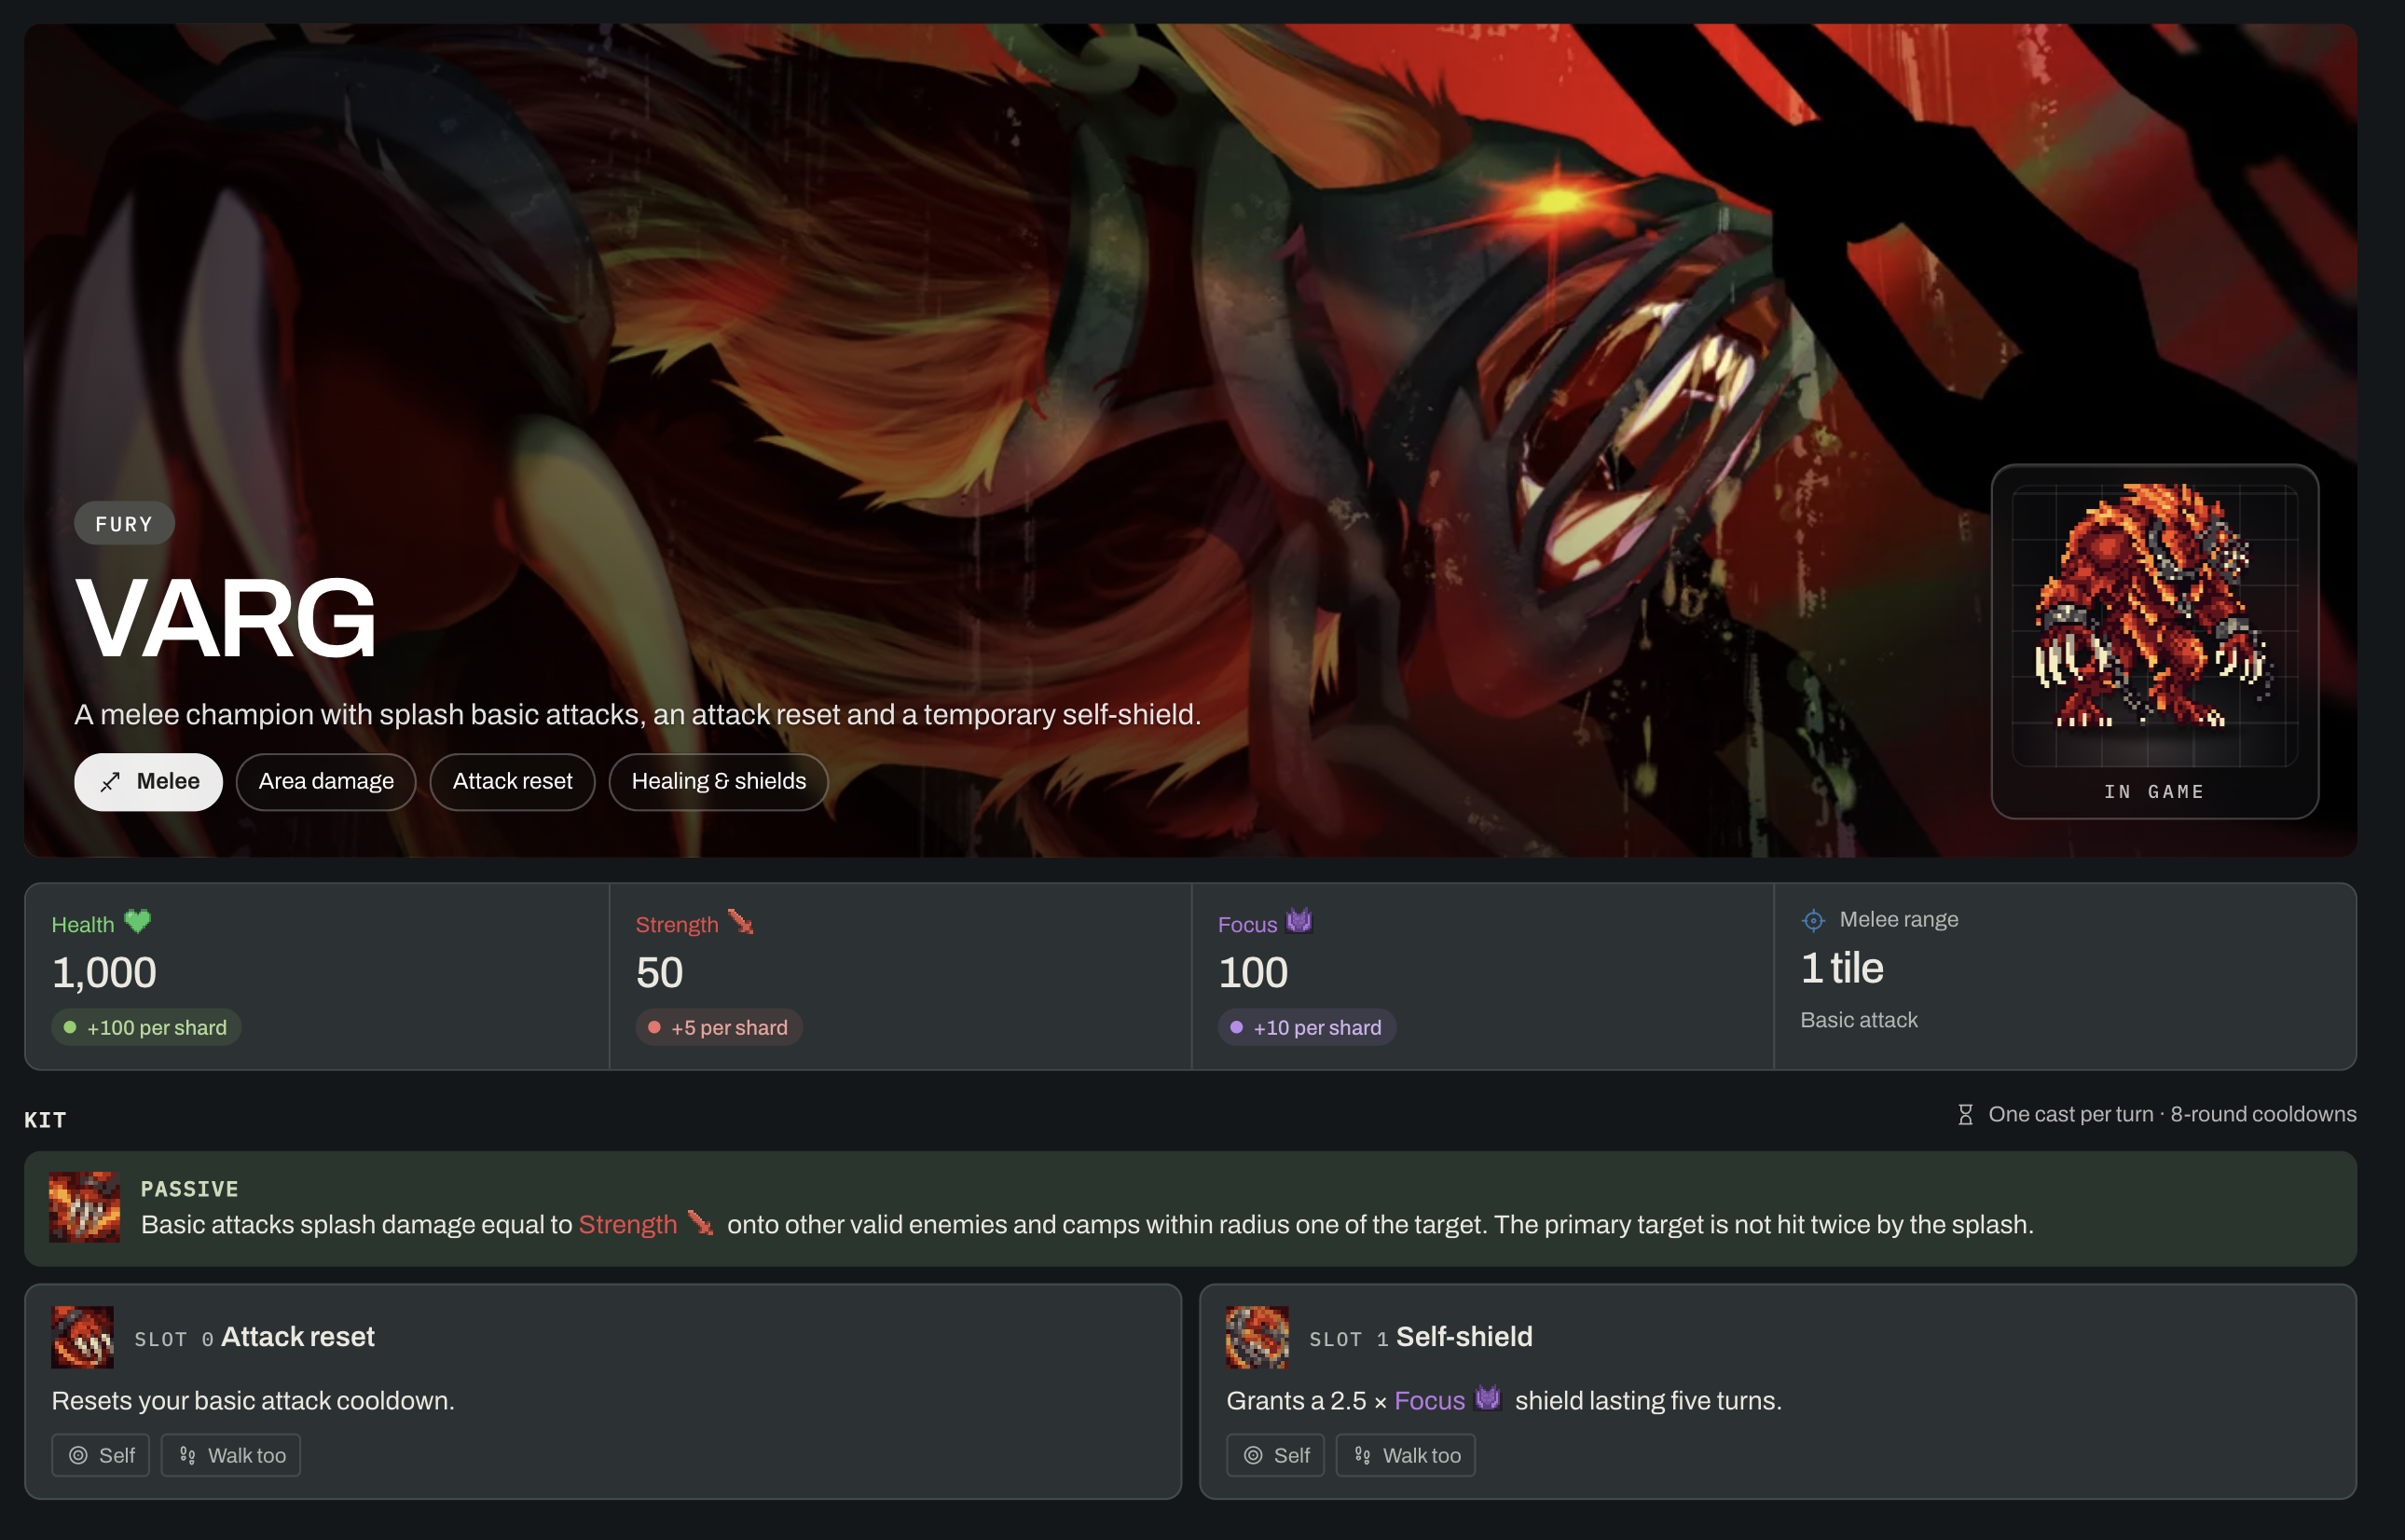 FURY
VARG
A melee champion with splash basic attacks, an attack reset and a temporary self-shield.
Melee Area damage Attack reset Healing & shields
IN GAME
Health
1,000
+100 per shard
Strength
50
+5 per shard
Focus
100
+10 per shard
Melee range
1 tile
Basic attack
KIT
One cast per turn · 8-round cooldowns
PASSIVE
Basic attacks splash damage equal to Strength onto other valid enemies and camps within radius one of the target. The primary target is not hit twice by the splash.
SLOT 0 Attack reset
Resets your basic attack cooldown.
Self Walk too
SLOT 1 Self-shield
Grants a 2.5 × Focus shield lasting five turns.
Self Walk too